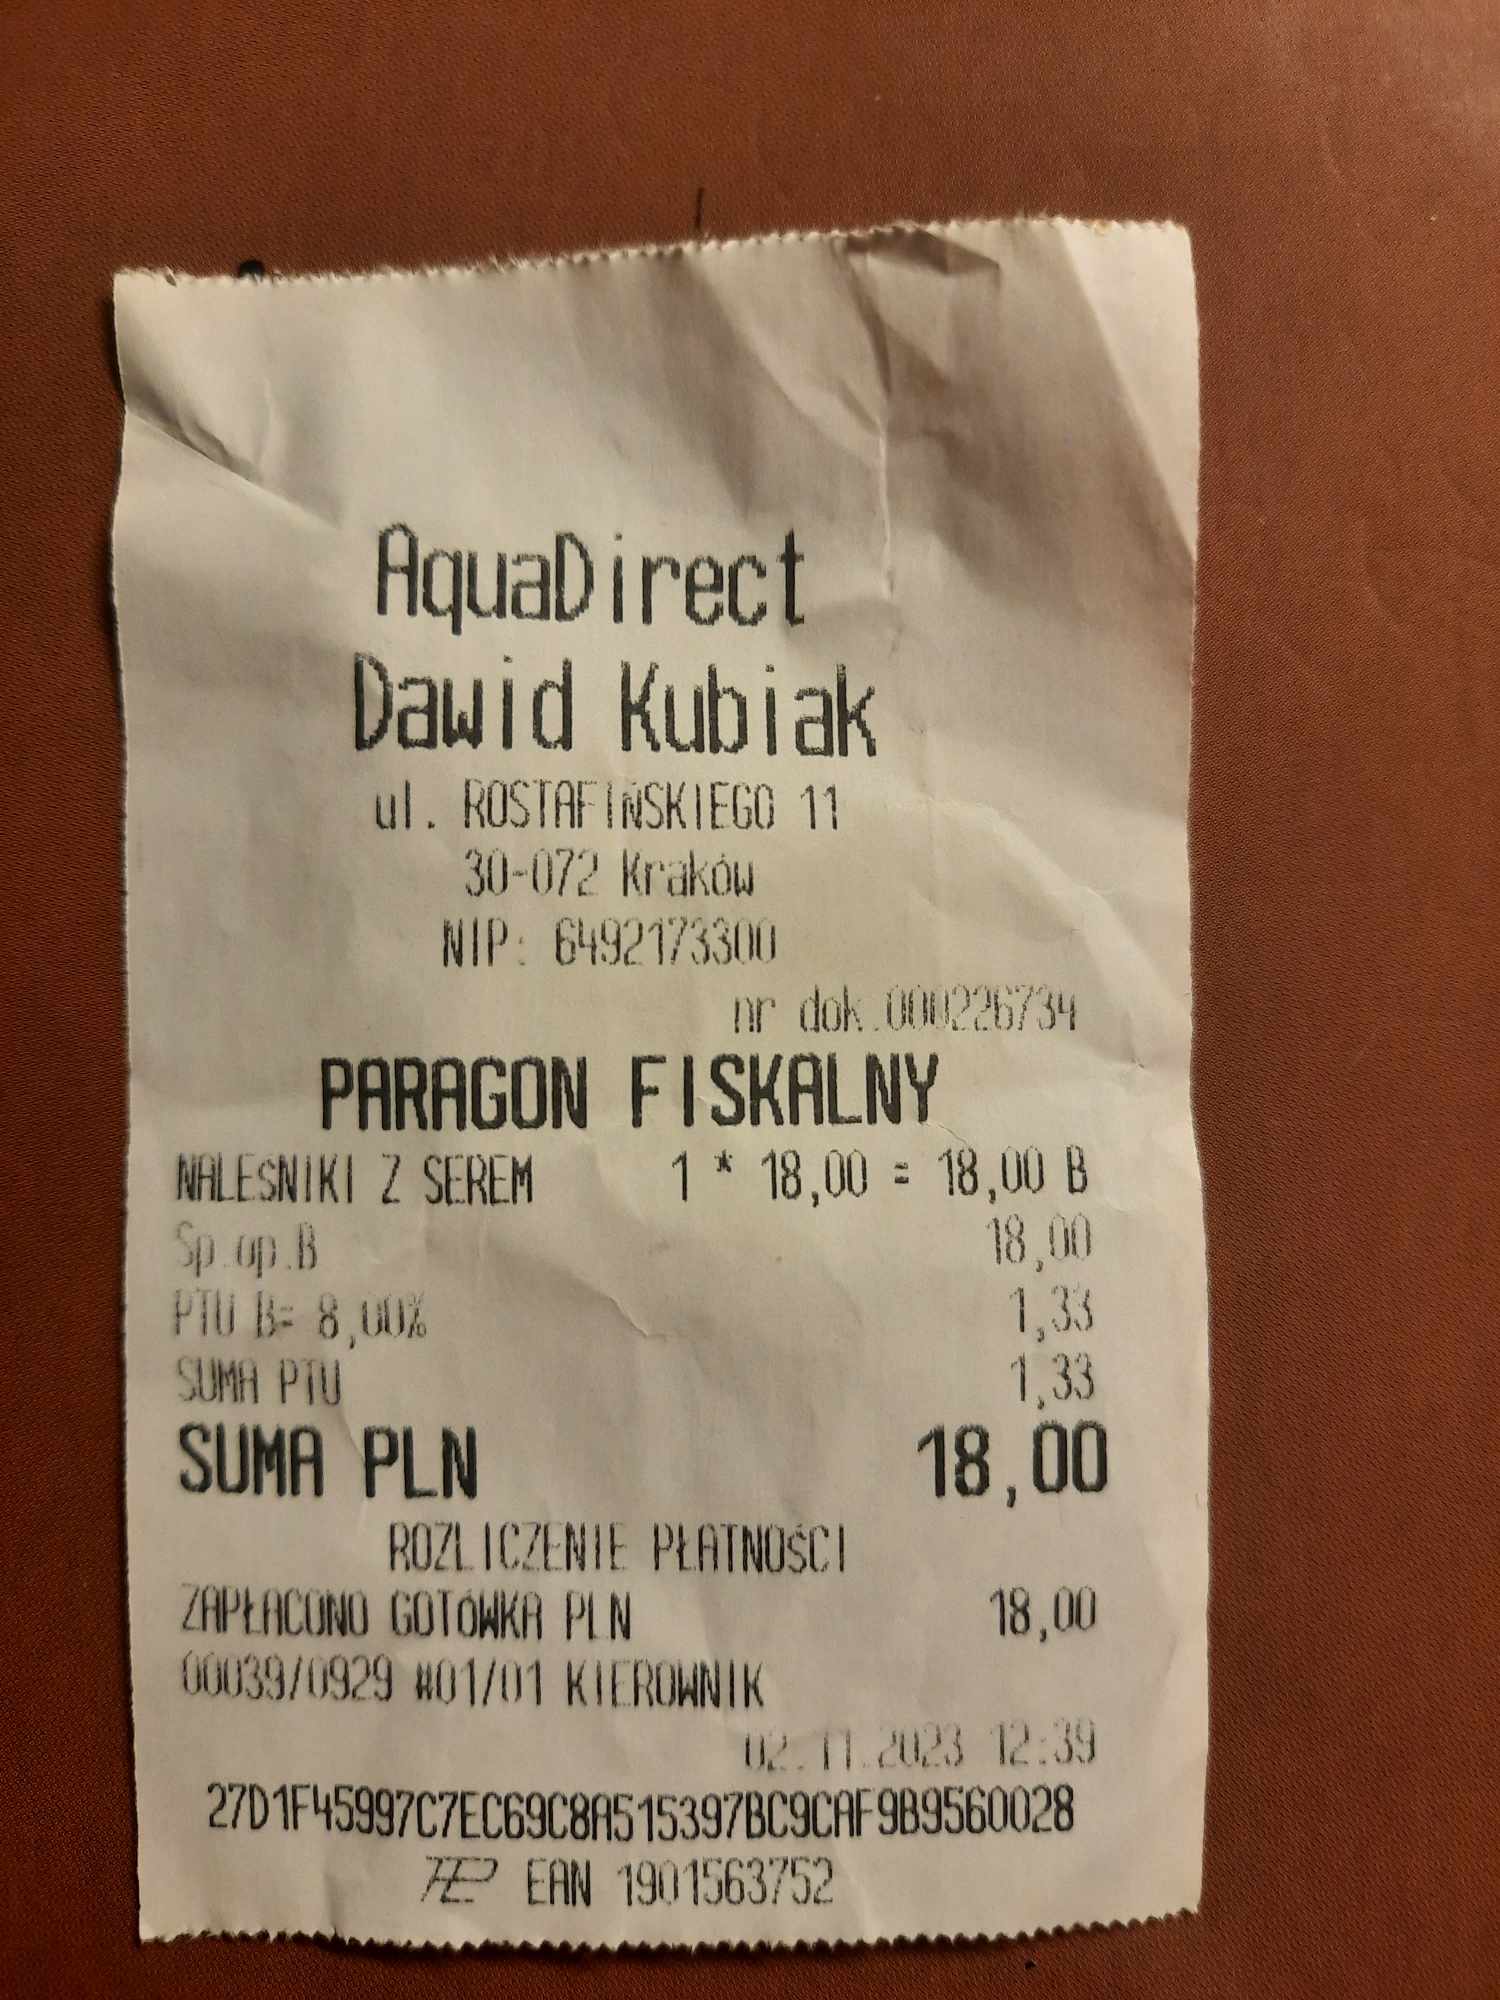 AquaDirect
Dawid Kubiak
ul. ROSTAFIŃSKIEGO 11
30-072 Kraków
NIP: 6492173300
nr dok.000226734
PARAGON FISKALNY
NALEŚNIKI Z SEREM 1 * 18,00 = 18,00 B
Sp.op.B 18,00
PTU B= 8,00% 1,33
SUMA PTU 1,33
SUMA PLN 18,00
ROZLICZENIE PŁATNOŚCI
ZAPŁACONO GOTÓWKA PLN 18,00
00039/0929 #01/01 KIEROWNIK
02.11.2023 12:39
27D1F45997C7EC69C8A515397BC9CAF9B9560028
EAN 1901563752